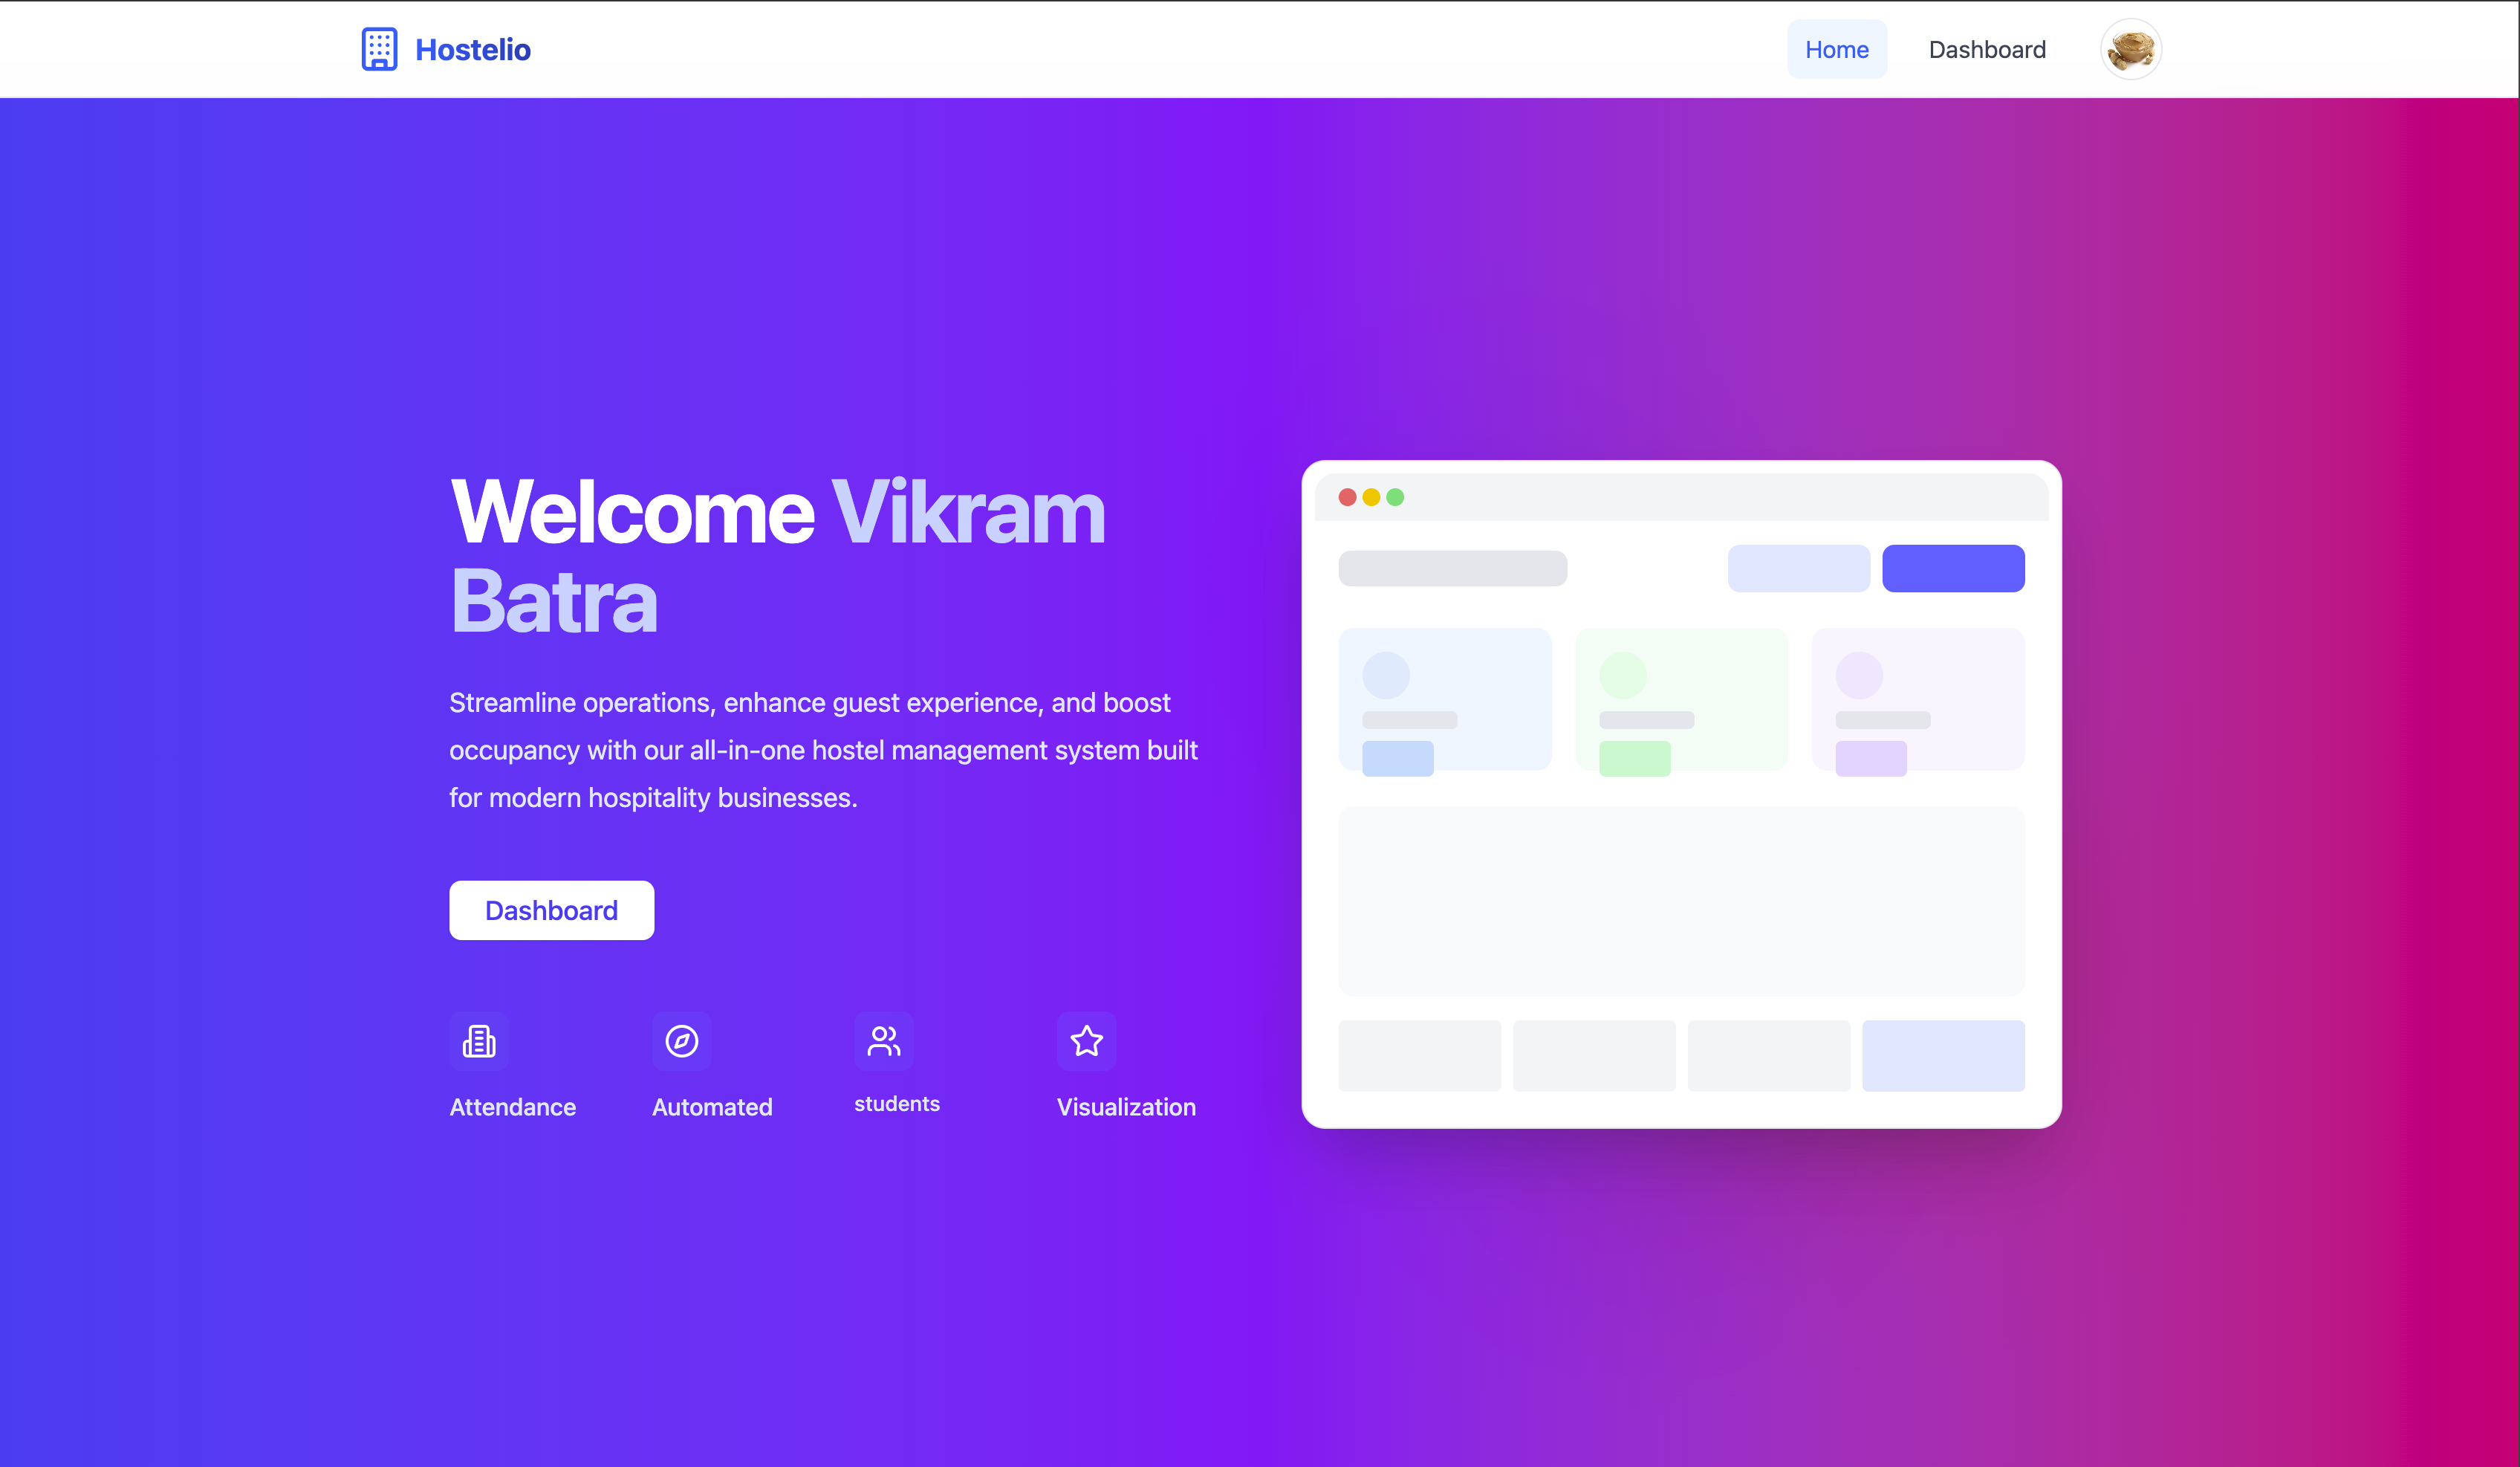 Hostelio
Home
Dashboard
Welcome Vikram
Batra
Streamline operations, enhance guest experience, and boost
occupancy with our all-in-one hostel management system built
for modern hospitality businesses.
Dashboard
Attendance
Automated
students
Visualization